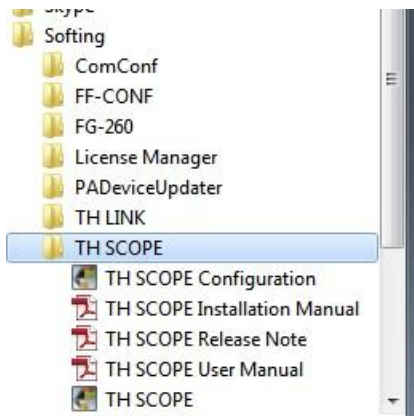 Skype
Softing
ComConf
FF-CONF
FG-260
License Manager
PADeviceUpdater
TH LINK
TH SCOPE
TH SCOPE Configuration
TH SCOPE Installation Manual
TH SCOPE Release Note
TH SCOPE User Manual
TH SCOPE